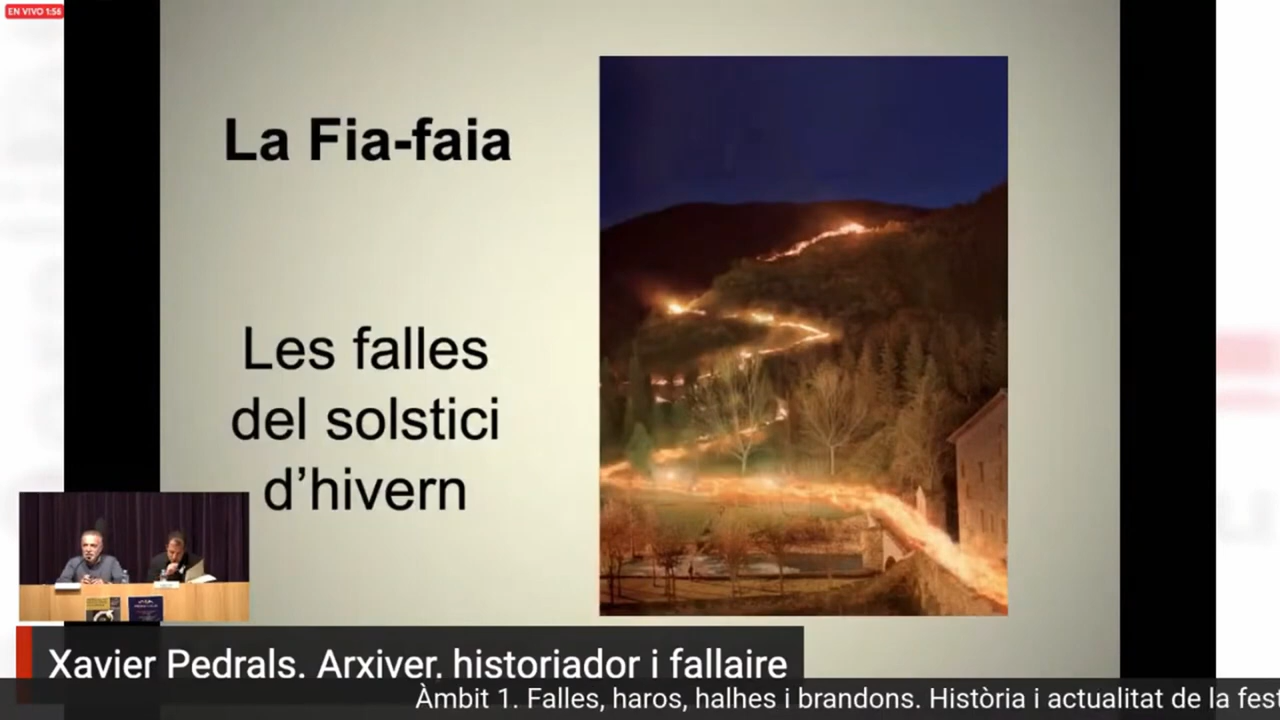 EN VIVO 1:56
La Fia-faia
Les falles
del solstici
d'hivern
Xavier Pedrals. Arxiver, historiador i fallaire
Àmbit 1. Falles, haros, halhes i brandons. Història i actualitat de la fest